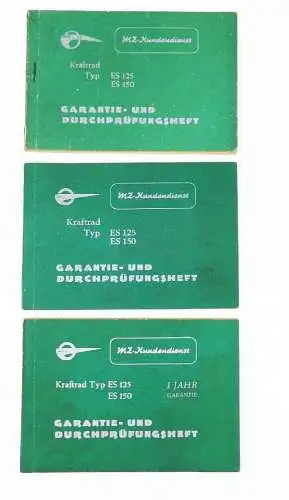 MZ-Kundendienst
Kraftrad
Typ ES 125
ES 150
GARANTIE- UND
DURCHPRÜFUNGSHEFT
MZ-Kundendienst
Kraftrad
Typ ES 125
ES 150
GARANTIE- UND
DURCHPRÜFUNGSHEFT
MZ-Kundendienst
Kraftrad Typ ES 125 1 JAHR
ES 150 GARANTIE
GARANTIE- UND
DURCHPRÜFUNGSHEFT